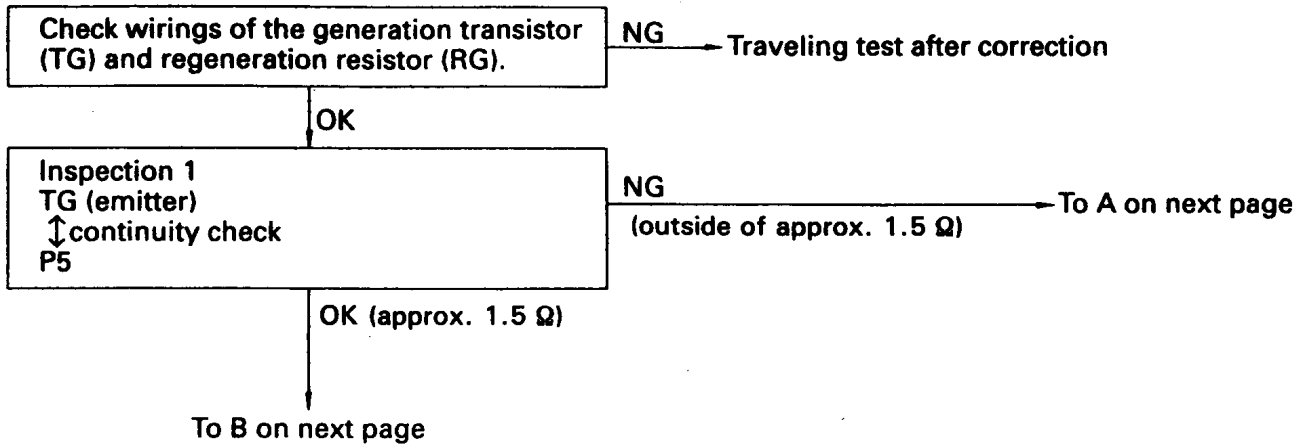 Check wirings of the generation transistor
(TG) and regeneration resistor (RG).
NG
Traveling test after correction
OK
Inspection 1
TG (emitter)
↕continuity check
P5
NG
(outside of approx. 1.5 Ω)
To A on next page
OK (approx. 1.5 Ω)
To B on next page